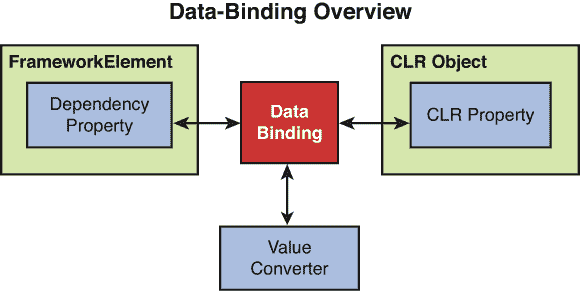 Data-Binding Overview
FrameworkElement
Dependency
Property
Data
Binding
CLR Object
CLR Property
Value
Converter